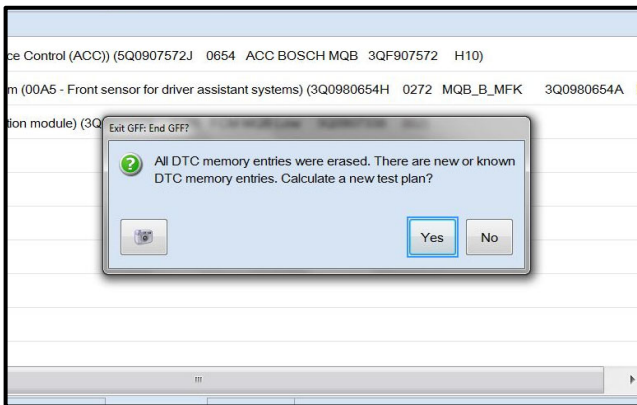 ce Control (ACC)) (5Q0907572J 0654 ACC BOSCH MQB 3QF907572 H10)
m (00A5 - Front sensor for driver assistant systems) (3Q0980654H 0272 MQB_B_MFK 3Q0980654A
tion module) (3Q
Exit GFF: End GFF?
All DTC memory entries were erased. There are new or known
DTC memory entries. Calculate a new test plan?
Yes No